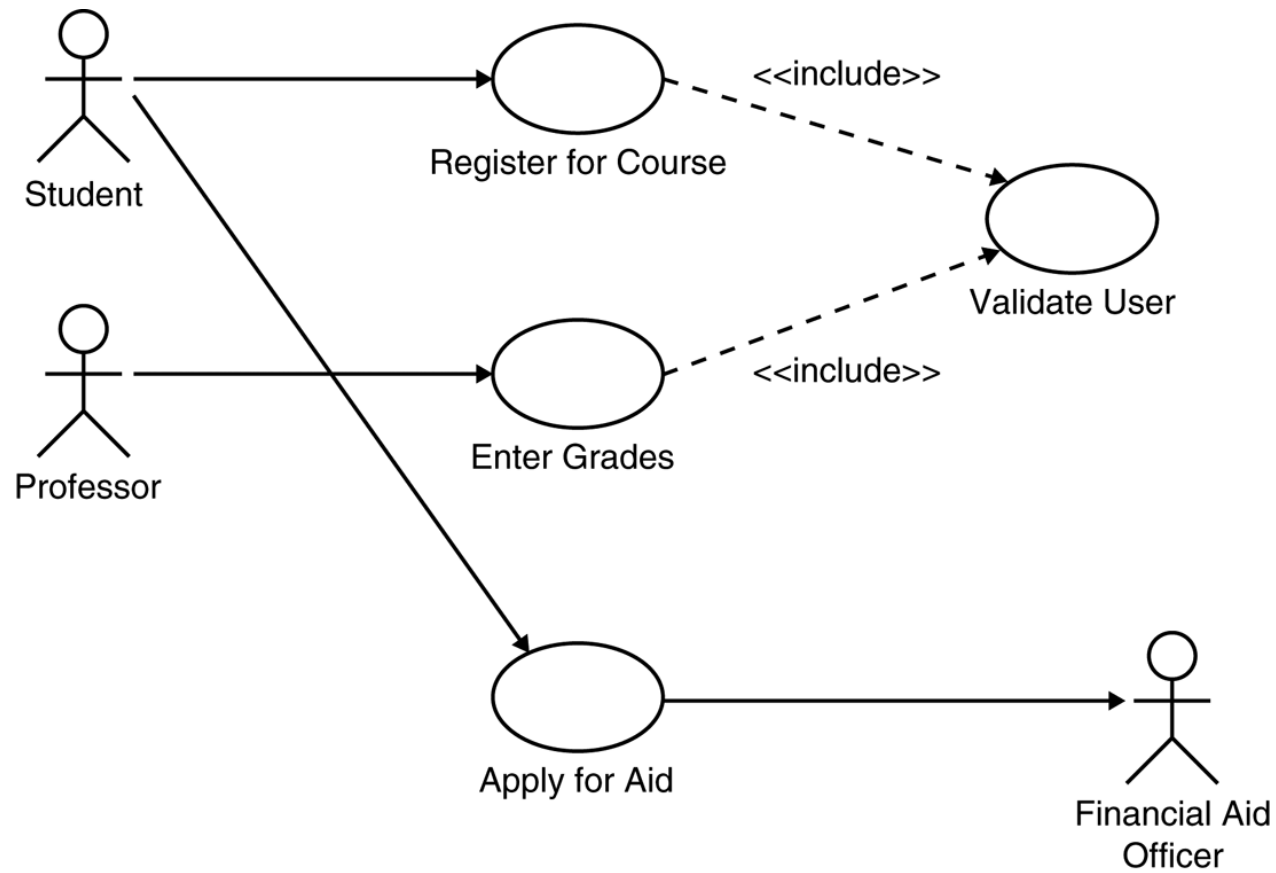 <<include>>
Register for Course
Student
Validate User
<<include>>
Enter Grades
Professor
Apply for Aid
Financial Aid
Officer